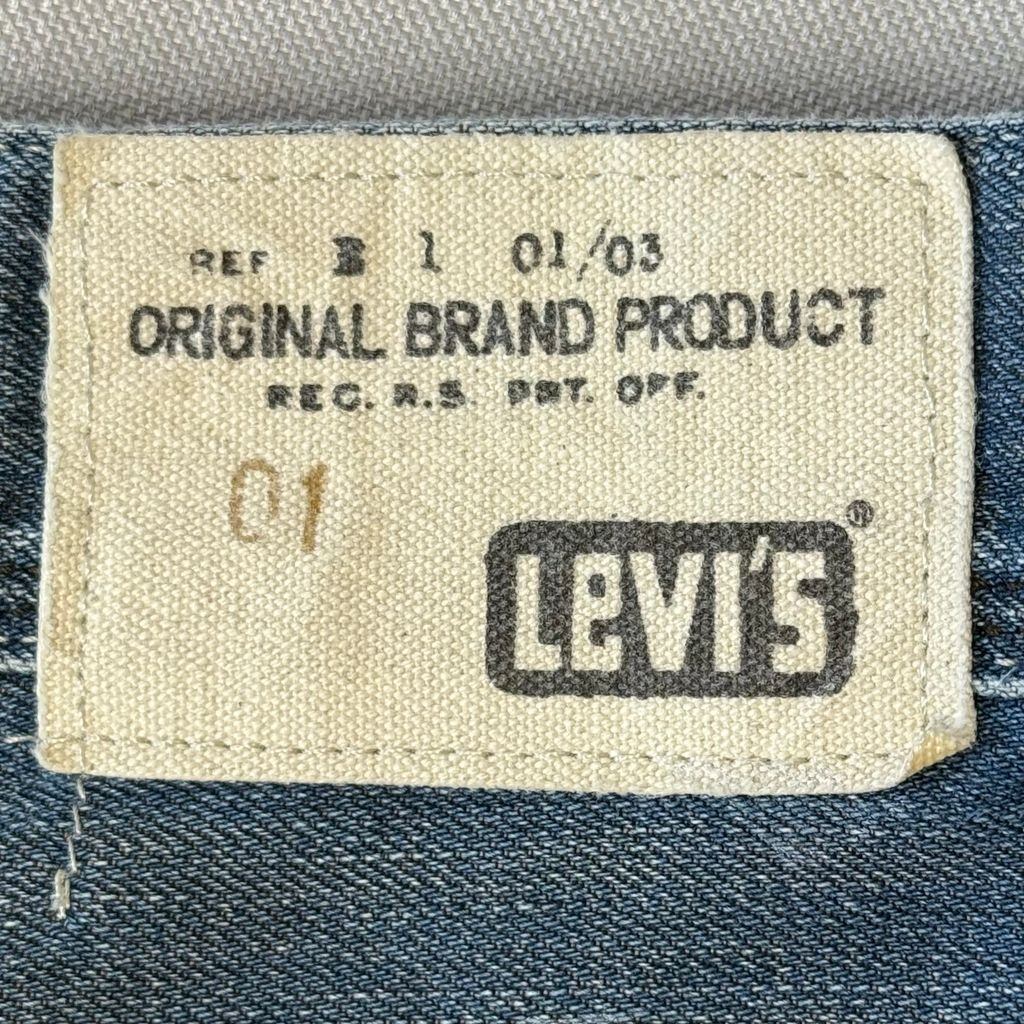 REF B 1 01/03
ORIGINAL BRAND PRODUCT
REG. R.S. PAT. OFF.
01
LEVI'S®